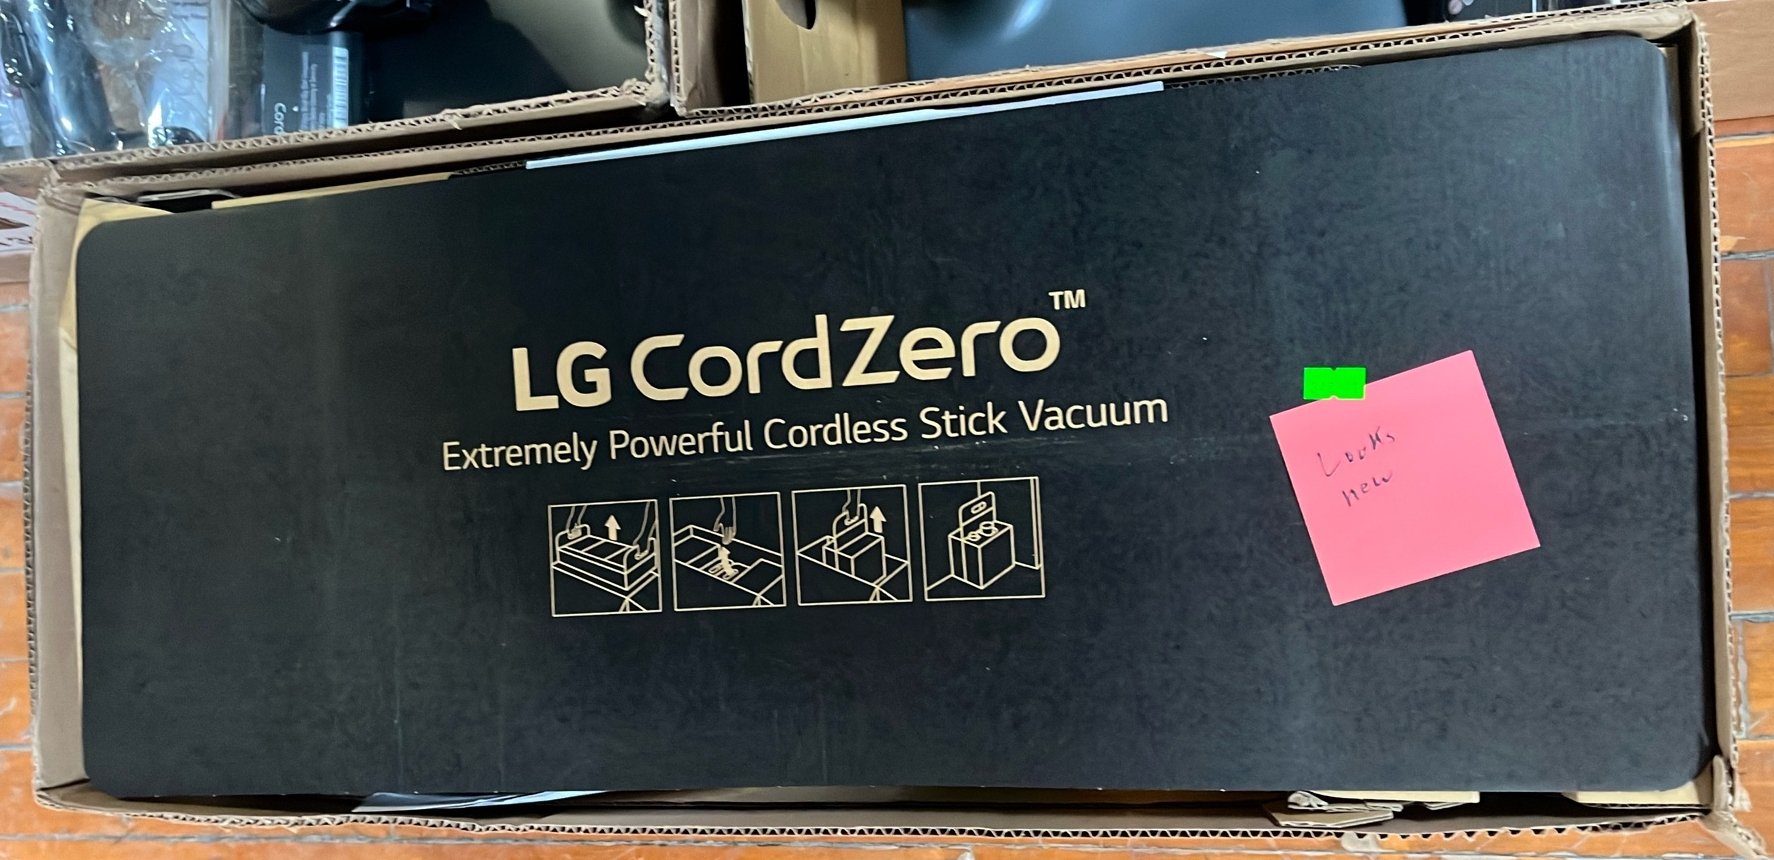 LG CordZero™
Extremely Powerful Cordless Stick Vacuum
Looks
new